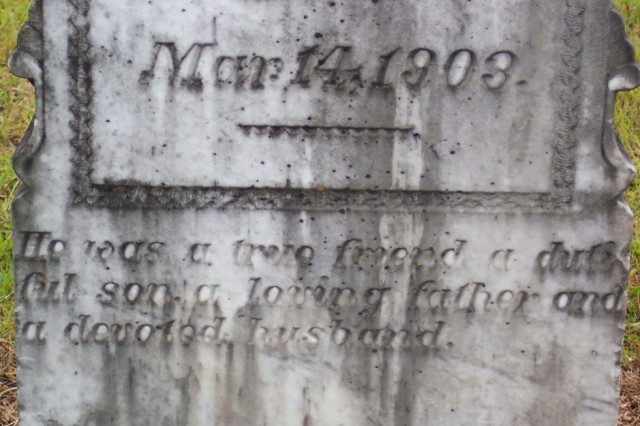 Mar. 14, 1903.
He was a true friend a duti-
ful son, a loving father and
a devoted husband.